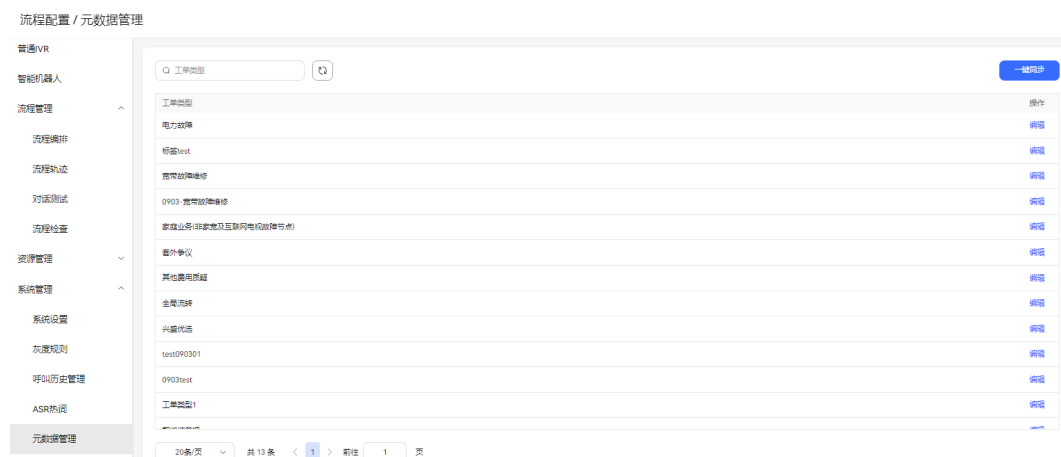 流程配置 / 元数据管理
普通IVR
智能机器人
流程管理
流程编排
流程轨迹
对话测试
流程检查
资源管理
系统管理
系统设置
灰度规则
呼叫历史管理
ASR热词
元数据管理
工单类型
一键同步
工单类型 操作
电力故障 编辑
标签test 编辑
宽带故障维修 编辑
0903-宽带故障维修 编辑
家庭业务(非家宽及互联网电视故障节点) 编辑
套外争议 编辑
其他费用质疑 编辑
全局流转 编辑
兴盛优选 编辑
test090301 编辑
0903test 编辑
工单类型1 编辑
20条/页 共 13 条 < 1 > 前往 1 页